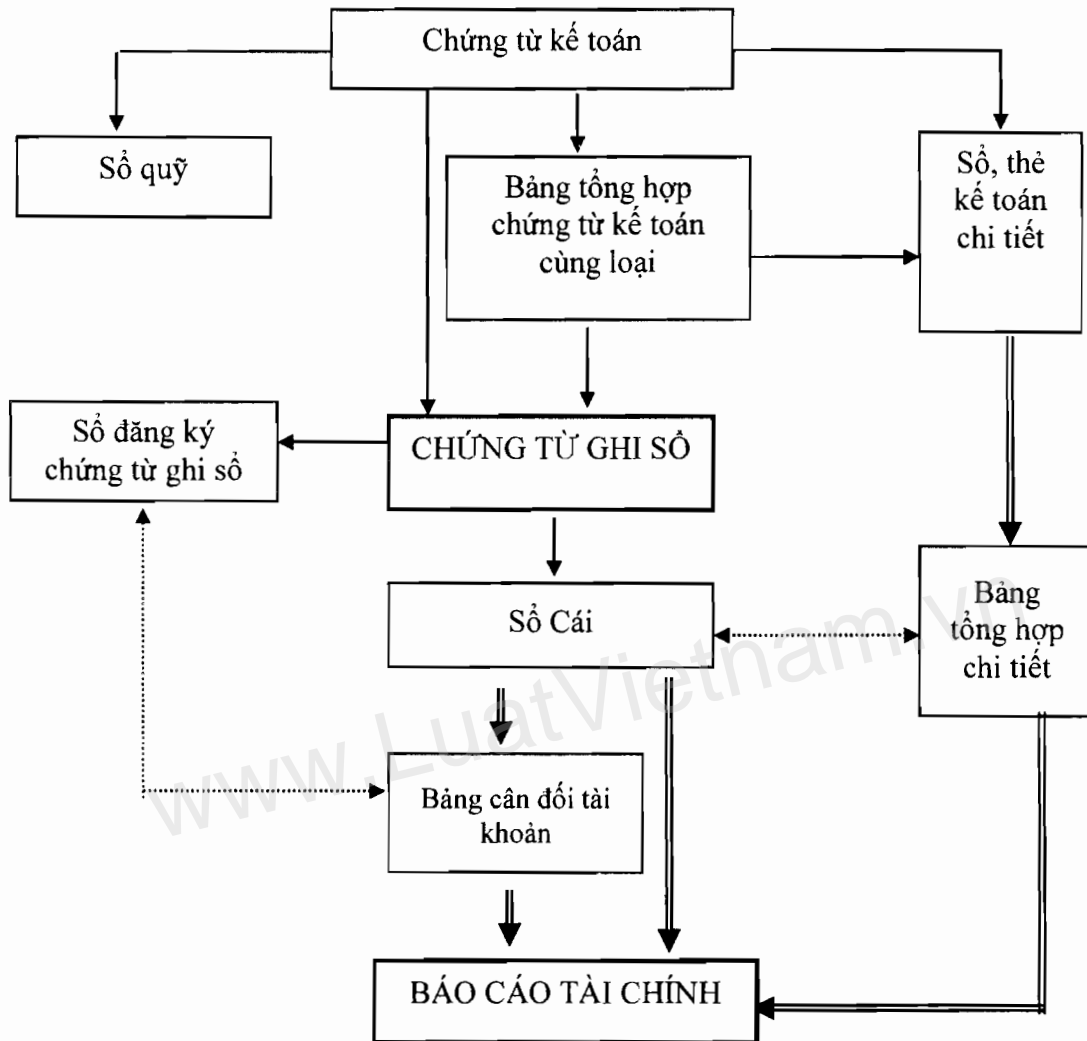 Chứng từ kế toán
Sổ quỹ
Bảng tổng hợp
chứng từ kế toán
cùng loại
Sổ, thẻ
kế toán
chi tiết
Sổ đăng ký
chứng từ ghi sổ
CHỨNG TỪ GHI SỔ
Sổ Cái
Bảng
tổng hợp
chi tiết
Bảng cân đối tài
khoản
BÁO CÁO TÀI CHÍNH
www.LuatVietnam.vn